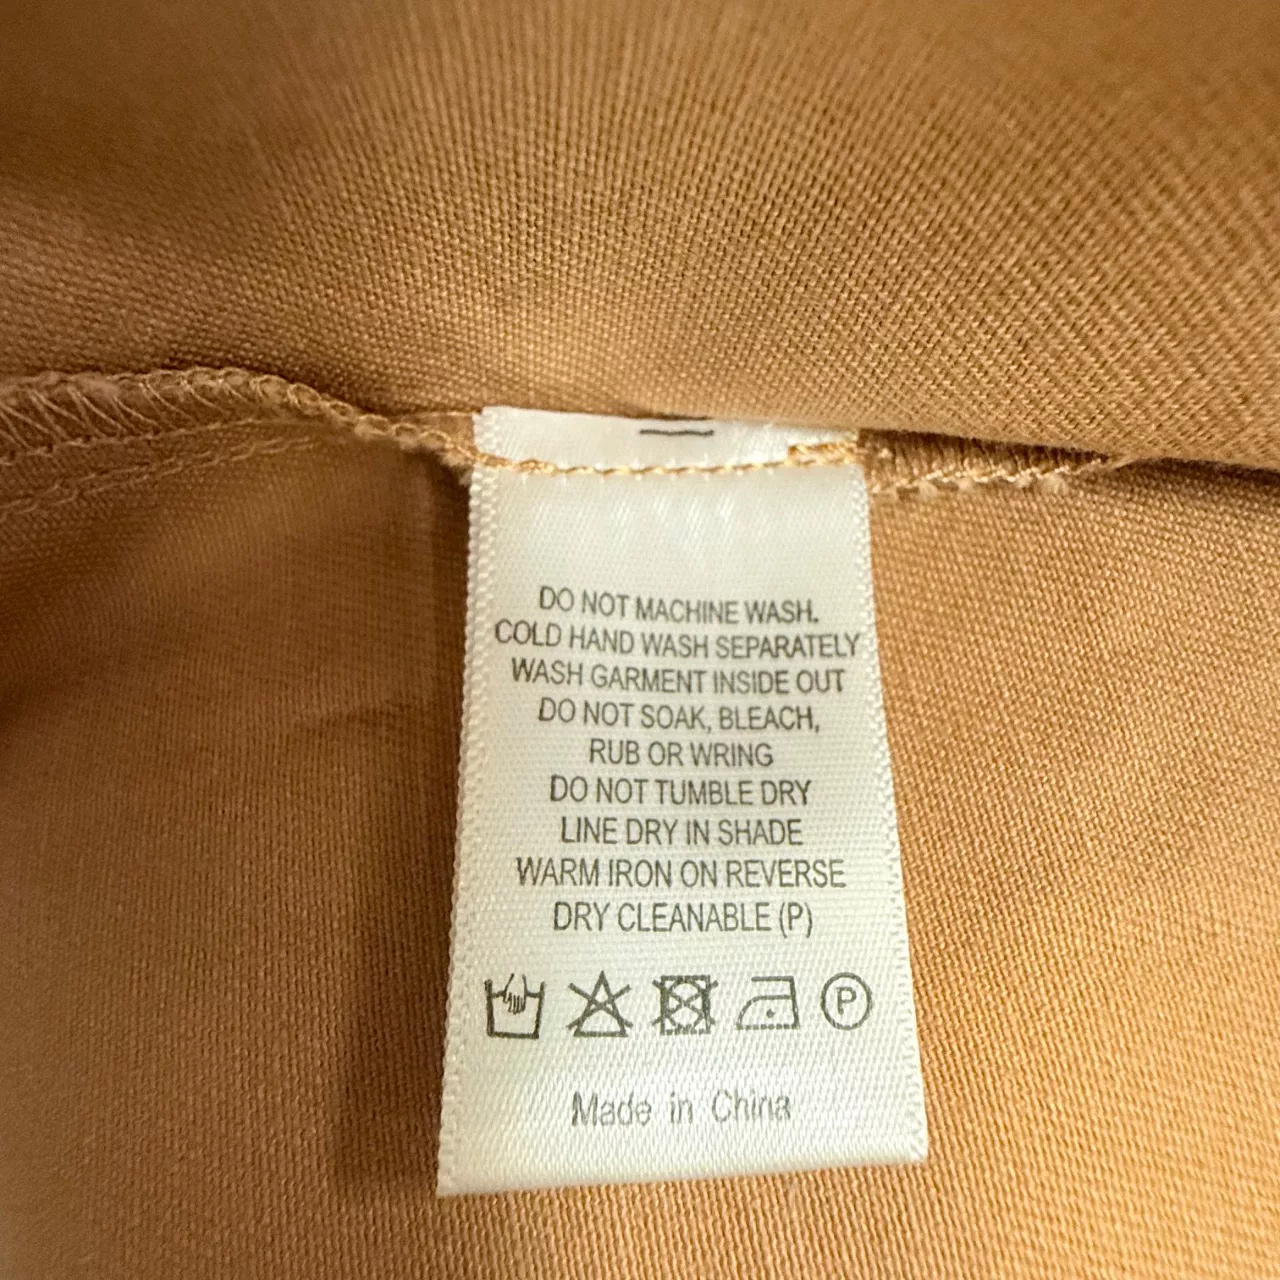 DO NOT MACHINE WASH.
COLD HAND WASH SEPARATELY
WASH GARMENT INSIDE OUT
DO NOT SOAK, BLEACH,
RUB OR WRING
DO NOT TUMBLE DRY
LINE DRY IN SHADE
WARM IRON ON REVERSE
DRY CLEANABLE (P)
P
Made in China